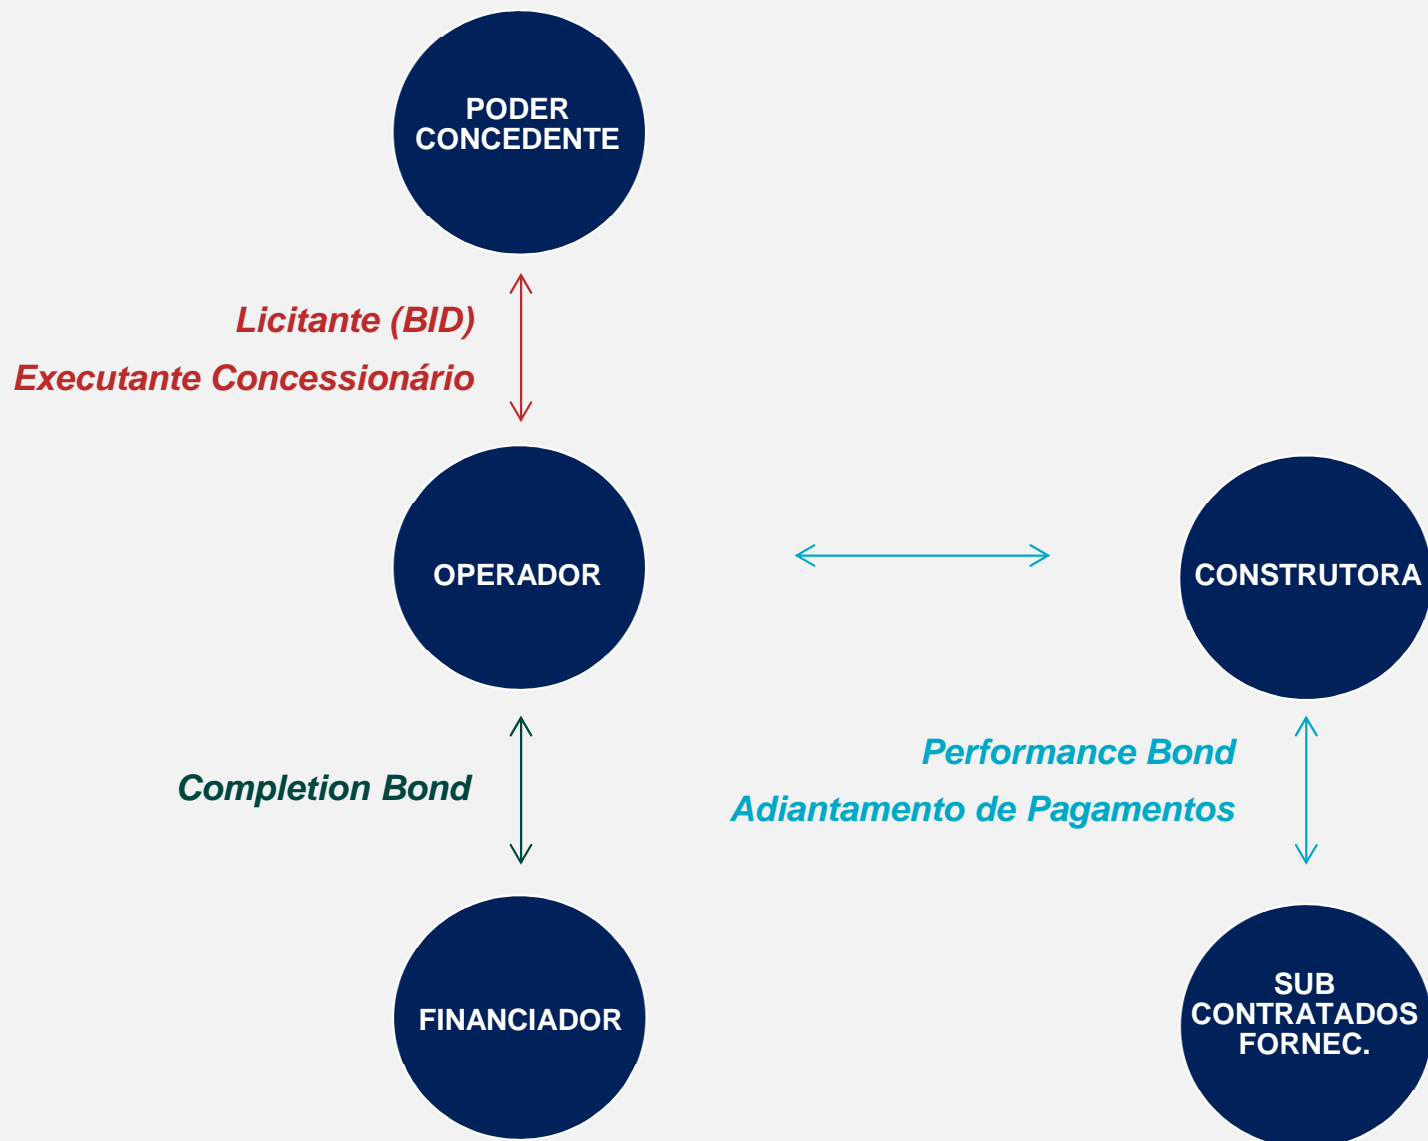 PODER
CONCEDENTE
Licitante (BID)
Executante Concessionário
OPERADOR
CONSTRUTORA
Completion Bond
Performance Bond
Adiantamento de Pagamentos
FINANCIADOR
SUB
CONTRATADOS
FORNEC.